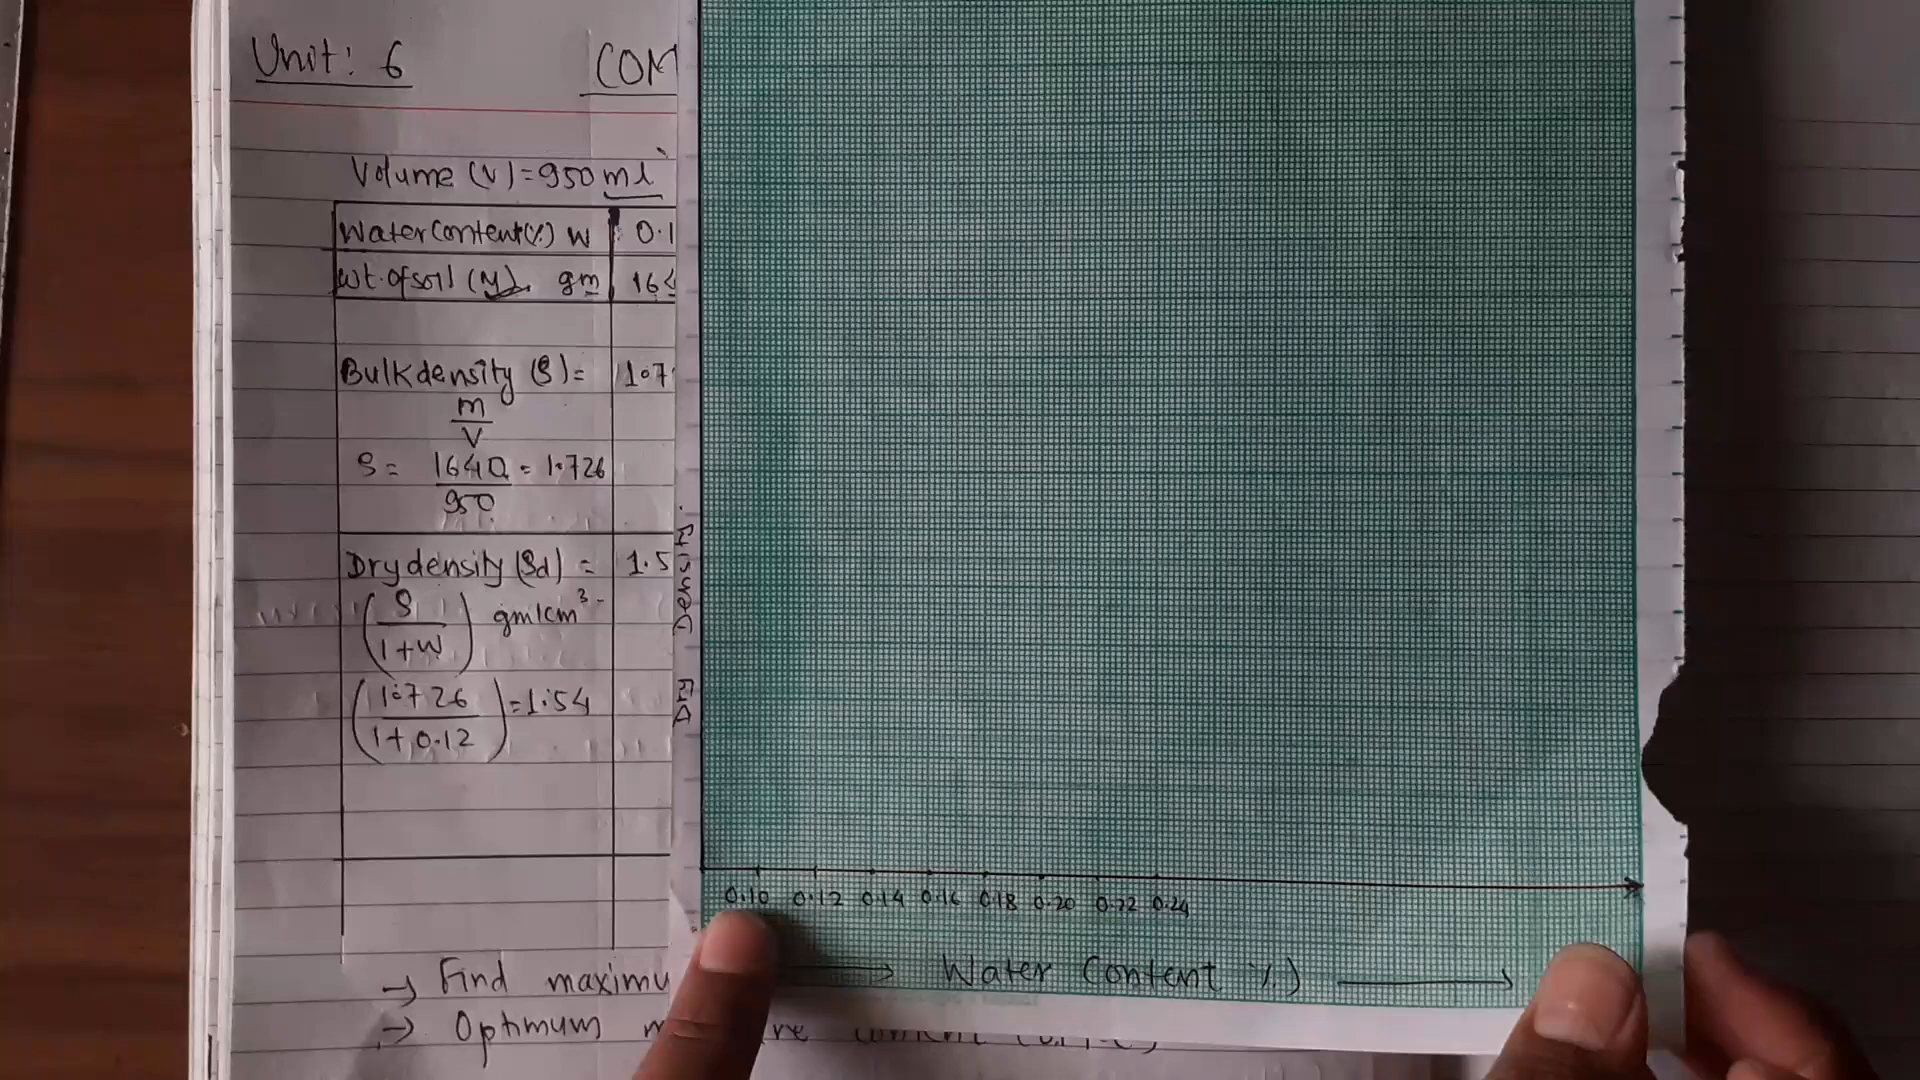 Unit: 6
COM
Volume (V)=950 ml
Water Content(%) W 0.1
Wt. of soil (M) gm 164
Bulk density (S)= 1.7
m
V
S = 1640 = 1.726
950
Dry density (Sd) = 1.5
S
1+W
gm/cm3
1.726
1+0.12
=1.54
Dry Density
0.10 0.12 0.14 0.16 0.18 0.20 0.22 0.24
Water Content %)
→ Find maximu
→ Optimum m